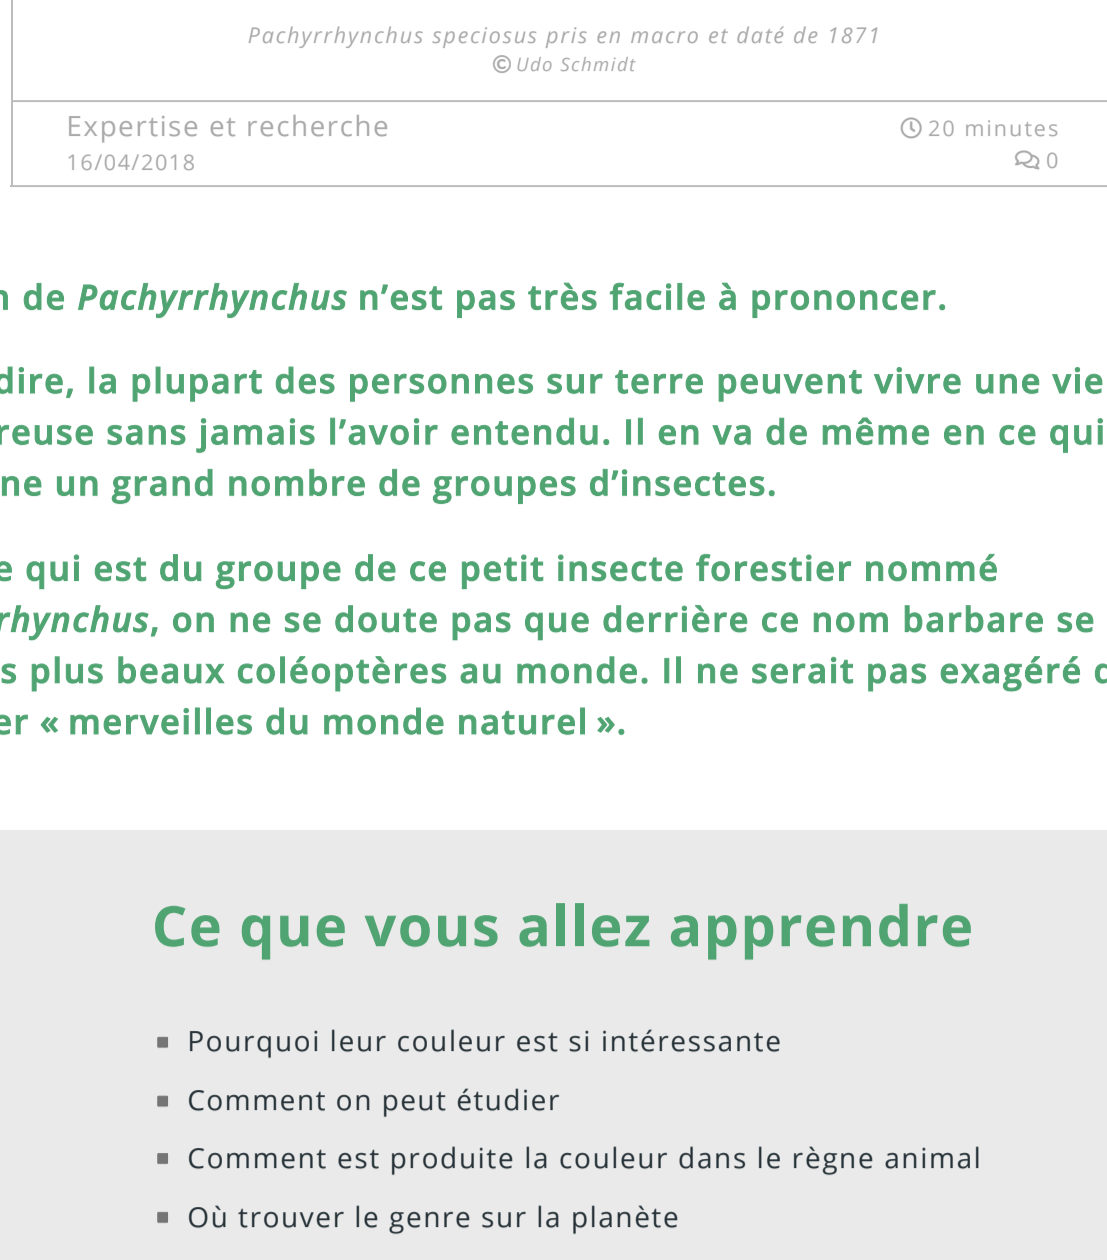 Pachyrrhynchus speciosus pris en macro et daté de 1871
© Udo Schmidt
Expertise et recherche
16/04/2018
20 minutes
0
de Pachyrrhynchus n’est pas très facile à prononcer.
dire, la plupart des personnes sur terre peuvent vivre une vie
reuse sans jamais l’avoir entendu. Il en va de même en ce qui
ne un grand nombre de groupes d’insectes.
e qui est du groupe de ce petit insecte forestier nommé
rhynchus, on ne se doute pas que derrière ce nom barbare se
s plus beaux coléoptères au monde. Il ne serait pas exagéré
er « merveilles du monde naturel ».
Ce que vous allez apprendre
Pourquoi leur couleur est si intéressante
Comment on peut étudier
Comment est produite la couleur dans le règne animal
Où trouver le genre sur la planète